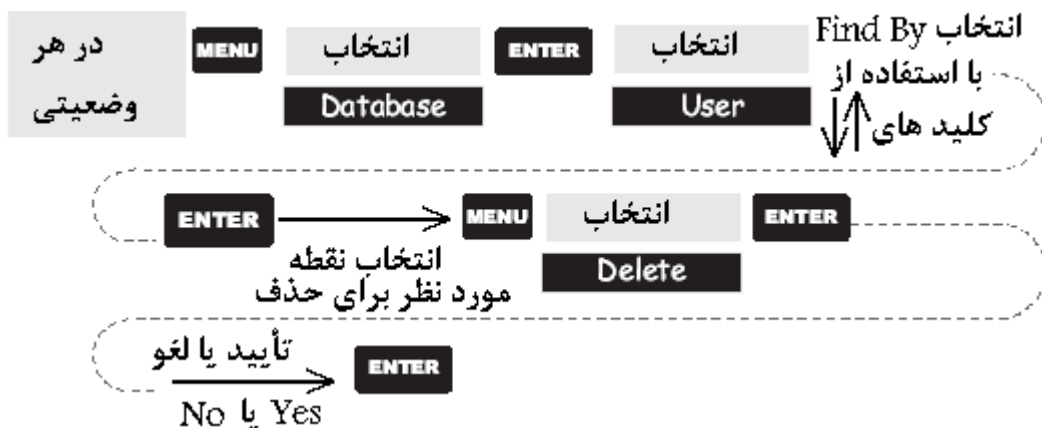 در هر
وضعیتی
MENU
انتخاب
Database
ENTER
انتخاب
User
انتخاب Find By
با استفاده از
کلید های
ENTER
انتخاب نقطه
مورد نظر برای حذف
MENU
انتخاب
Delete
ENTER
تأیید یا لغو
Yes یا No
ENTER